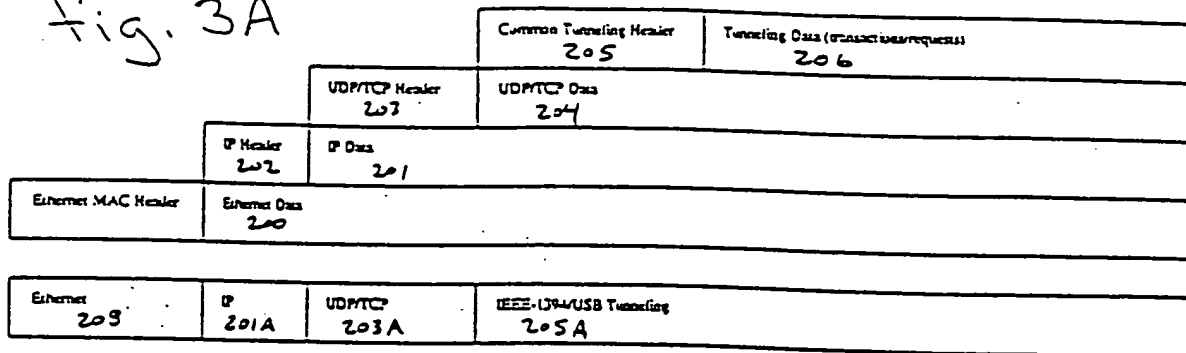 Fig. 3A
Common Tunneling Header
205
Tunneling Data (transactions/requests)
206
UDP/TCP Header
203
UDP/TCP Data
204
IP Header
202
IP Data
201
Ethernet MAC Header
Ethernet Data
200
Ethernet
209
IP
201A
UDP/TCP
203A
IEEE-1394/USB Tunneling
205A